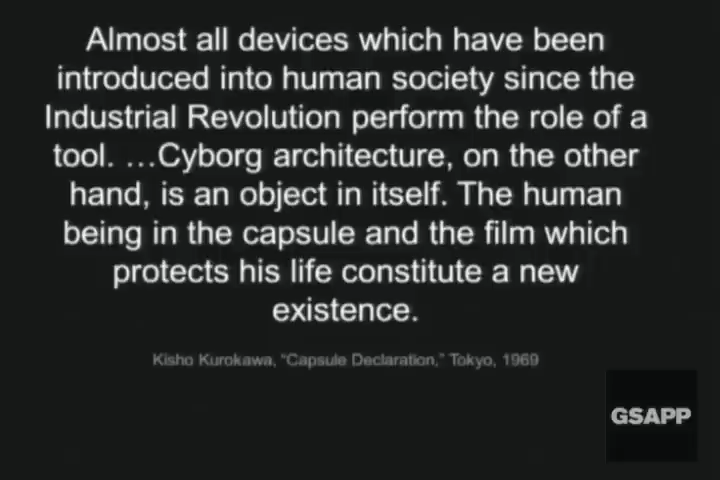 Almost all devices which have been
introduced into human society since the
Industrial Revolution perform the role of a
tool. …Cyborg architecture, on the other
hand, is an object in itself. The human
being in the capsule and the film which
protects his life constitute a new
existence.
Kisho Kurokawa, “Capsule Declaration,” Tokyo, 1969
GSAPP